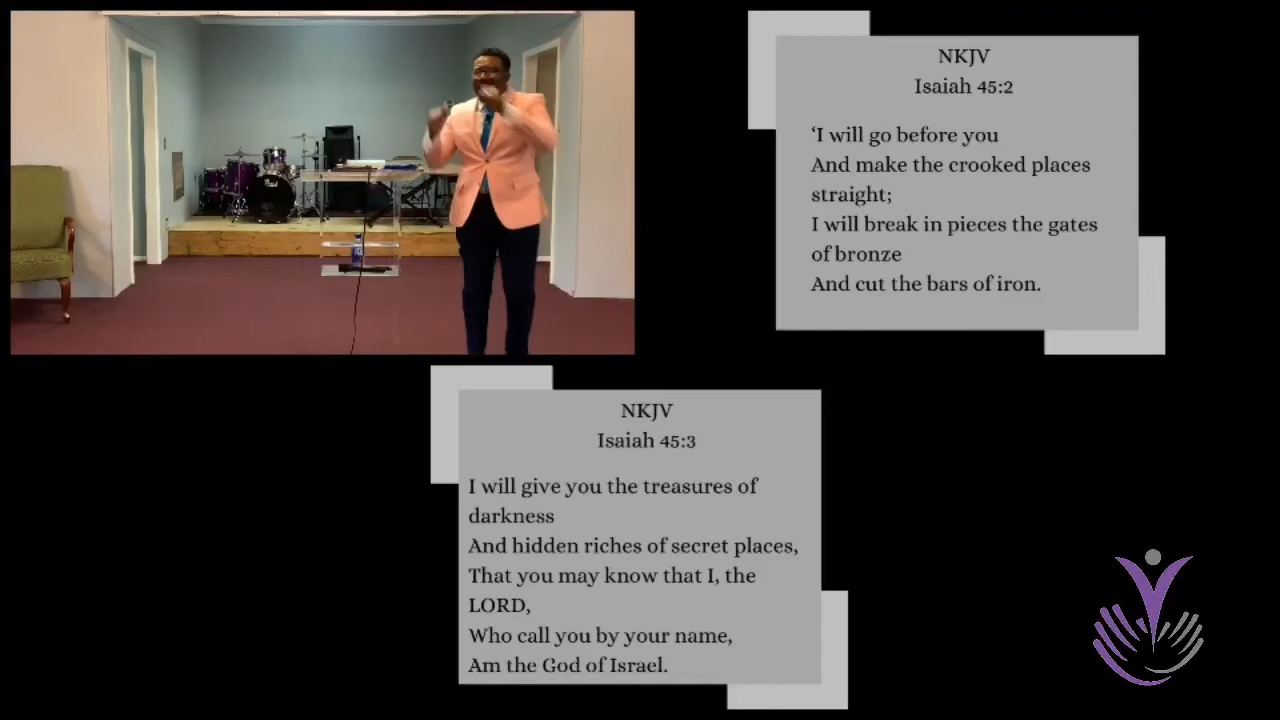 NKJV
Isaiah 45:2
‘I will go before you
And make the crooked places
straight;
I will break in pieces the gates
of bronze
And cut the bars of iron.
NKJV
Isaiah 45:3
I will give you the treasures of
darkness
And hidden riches of secret places,
That you may know that I, the
LORD,
Who call you by your name,
Am the God of Israel.